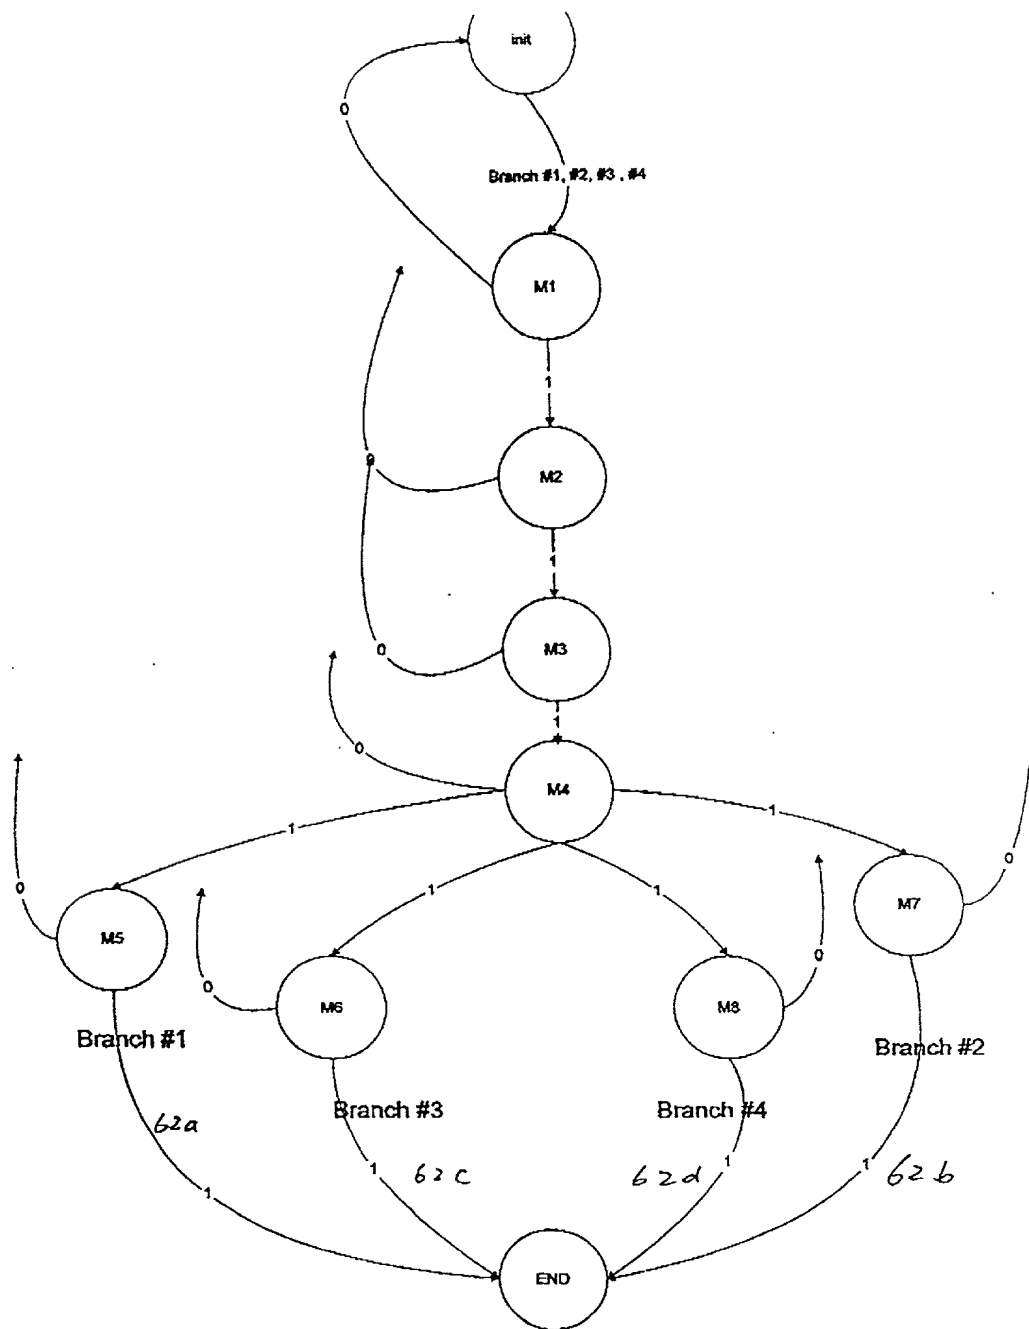 init
0
Branch #1, #2, #3 , #4
M1
1
0
M2
1
0
M3
1
0
M4
1
1
1
1
0
M5
0
M6
0
M8
0
M7
Branch #1
Branch #3
Branch #4
Branch #2
62a
1
1
62c
62d
1
1
62b
END